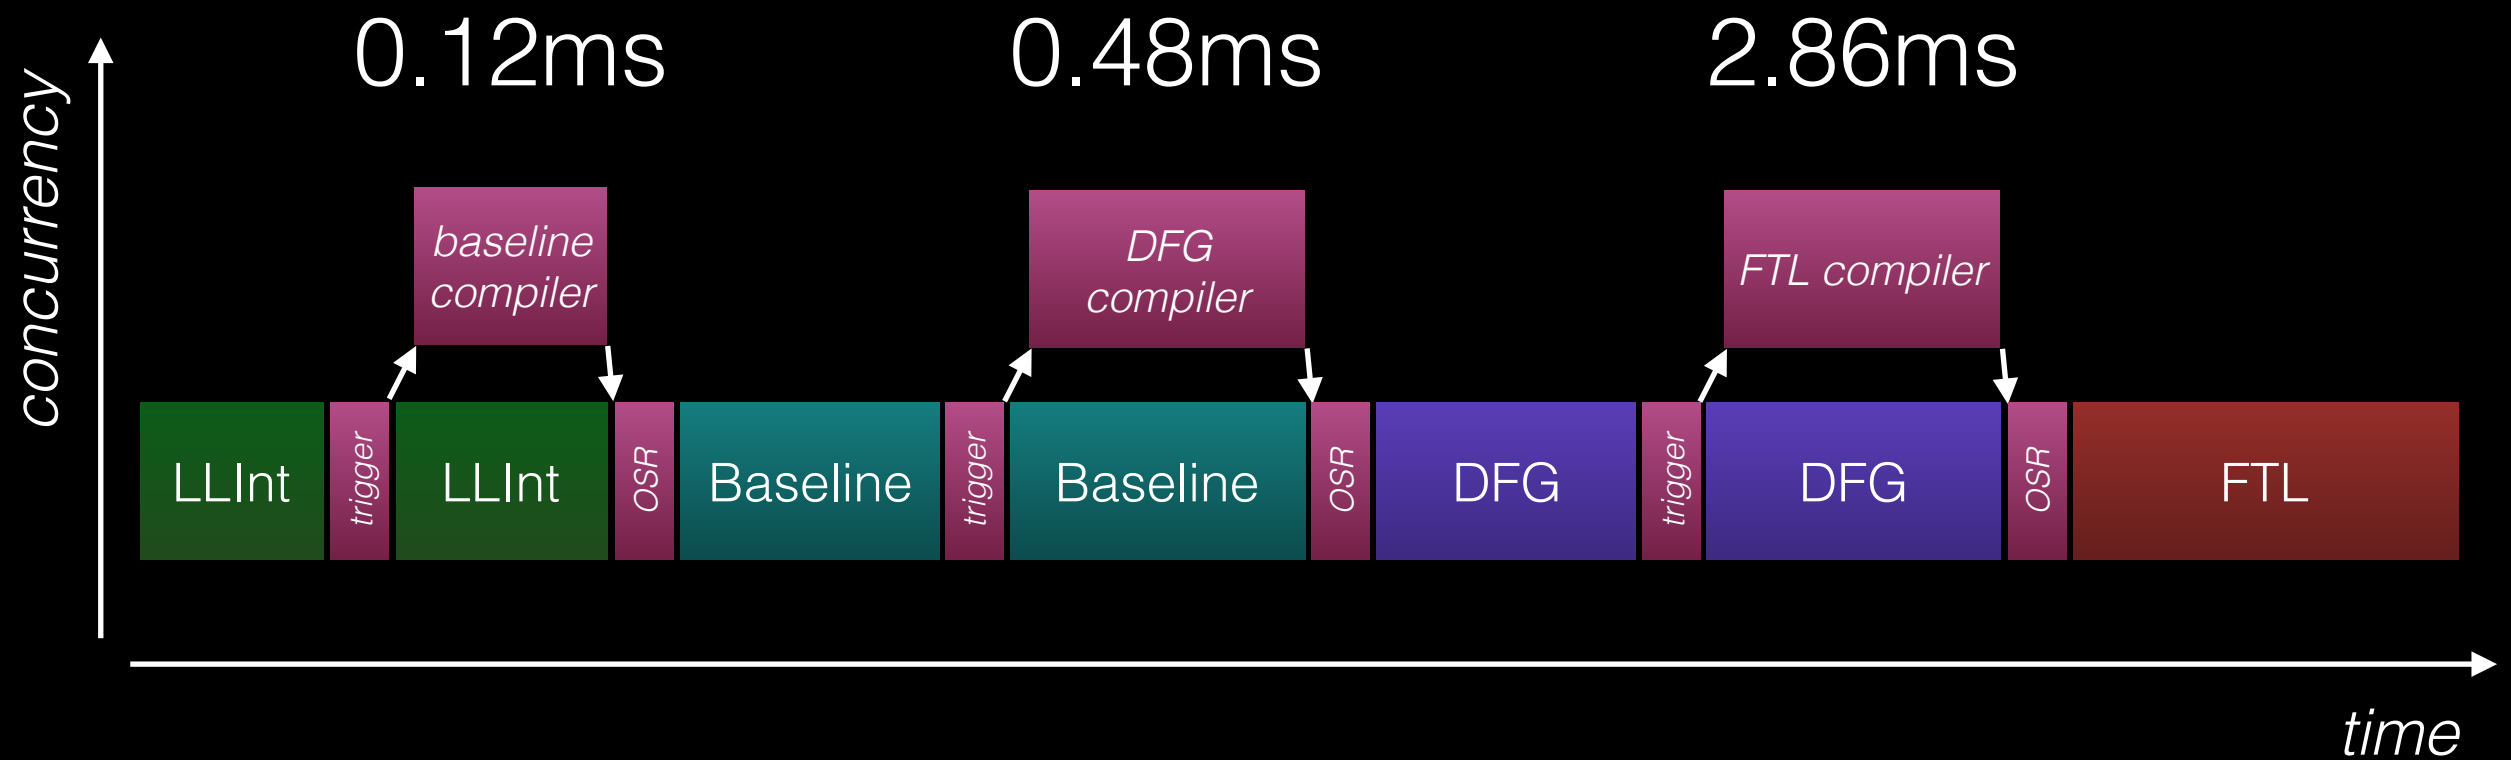 0.12ms
0.48ms
2.86ms
concurrency
baseline
compiler
DFG
compiler
FTL compiler
LLInt
trigger
LLInt
OSR
Baseline
trigger
Baseline
OSR
DFG
trigger
DFG
OSR
FTL
time